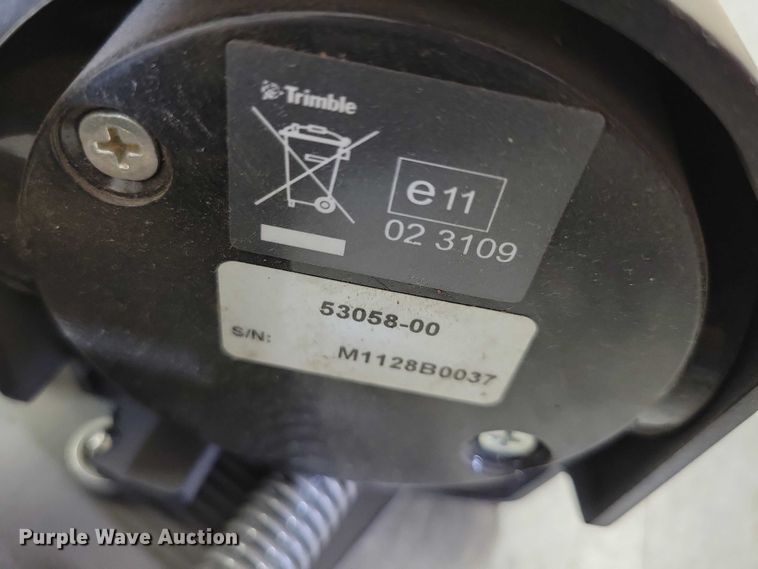 Trimble
e11
02 3109
53058-00
S/N: M1128B0037
Purple Wave Auction